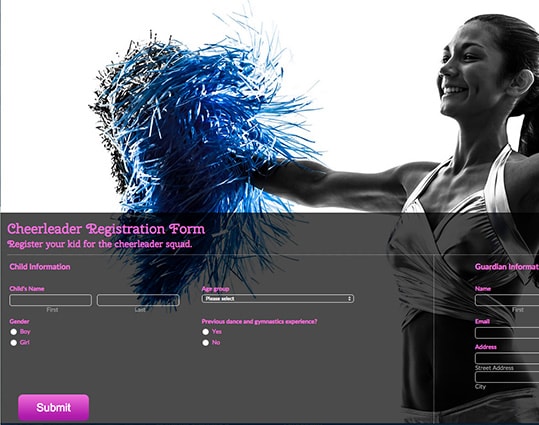 Cheerleader Registration Form
Register your kid for the cheerleader squad.
Child Information
Child's Name
First Last
Age group
Please select
Gender
Boy
Girl
Previous dance and gymnastics experience?
Yes
No
Guardian Informat
Name
First
Email
Address
Street Address
City
Submit